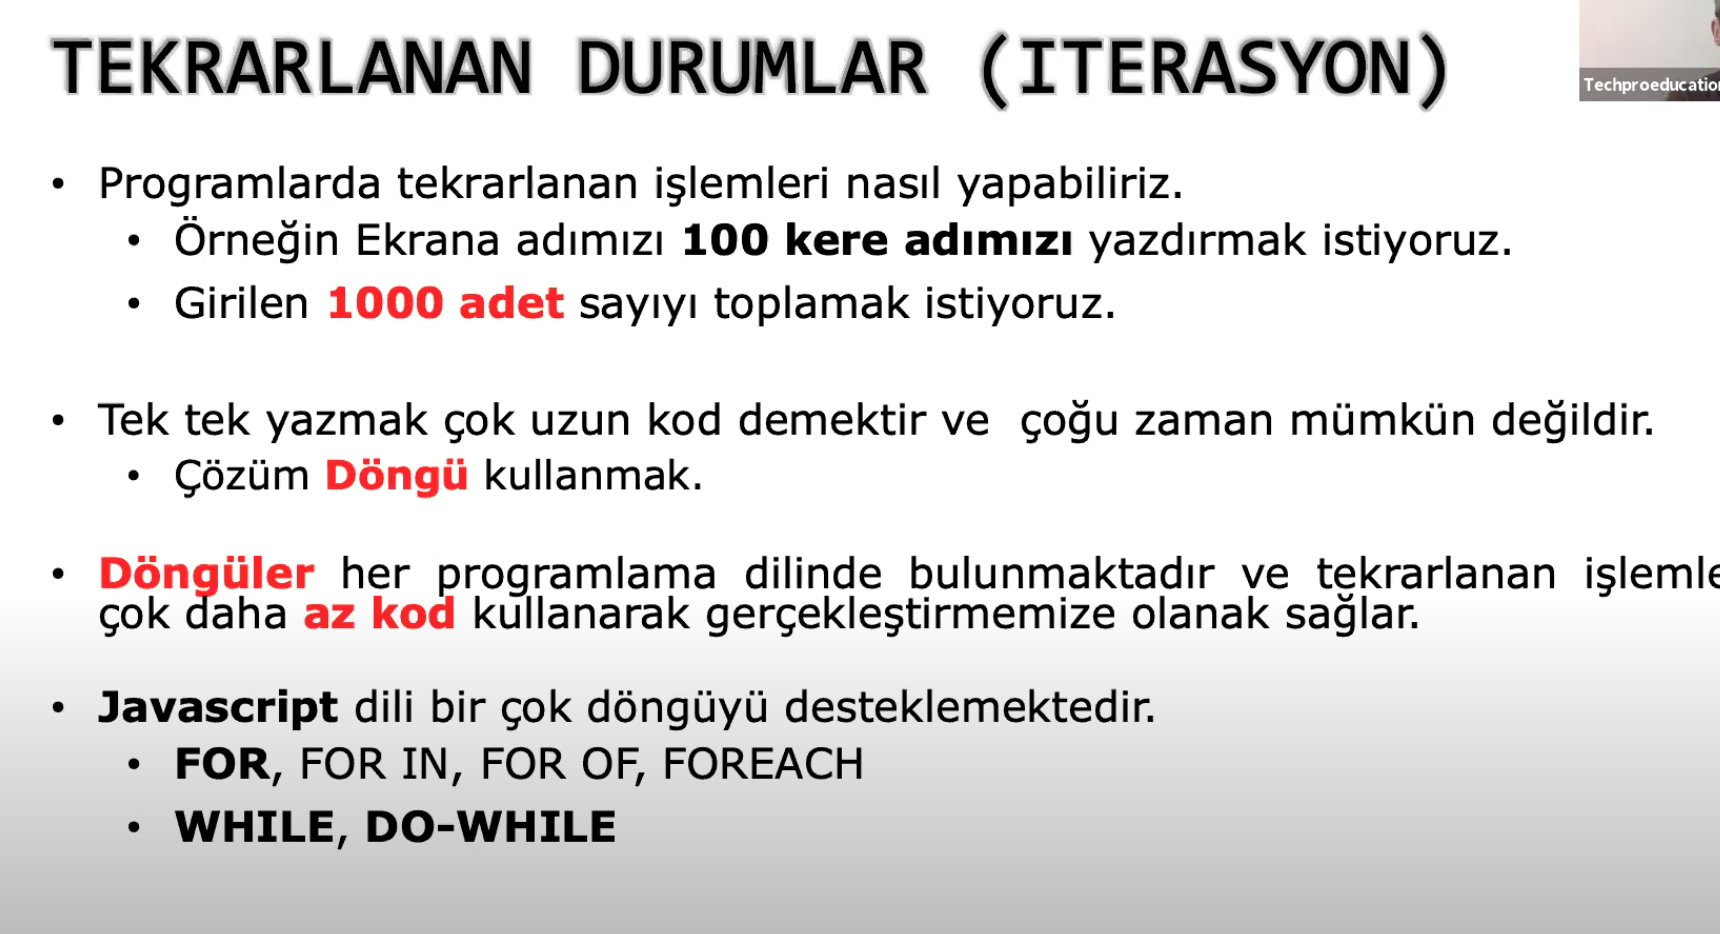 TEKRARLANAN DURUMLAR (ITERASYON)
Techproeducation
• Programlarda tekrarlanan işlemleri nasıl yapabiliriz.
• Örneğin Ekrana adımızı 100 kere adımızı yazdırmak istiyoruz.
• Girilen 1000 adet sayıyı toplamak istiyoruz.
• Tek tek yazmak çok uzun kod demektir ve çoğu zaman mümkün değildir.
• Çözüm Döngü kullanmak.
• Döngüler her programlama dilinde bulunmaktadır ve tekrarlanan işlemle
çok daha az kod kullanarak gerçekleştirmemize olanak sağlar.
• Javascript dili bir çok döngüyü desteklemektedir.
• FOR, FOR IN, FOR OF, FOREACH
• WHILE, DO-WHILE